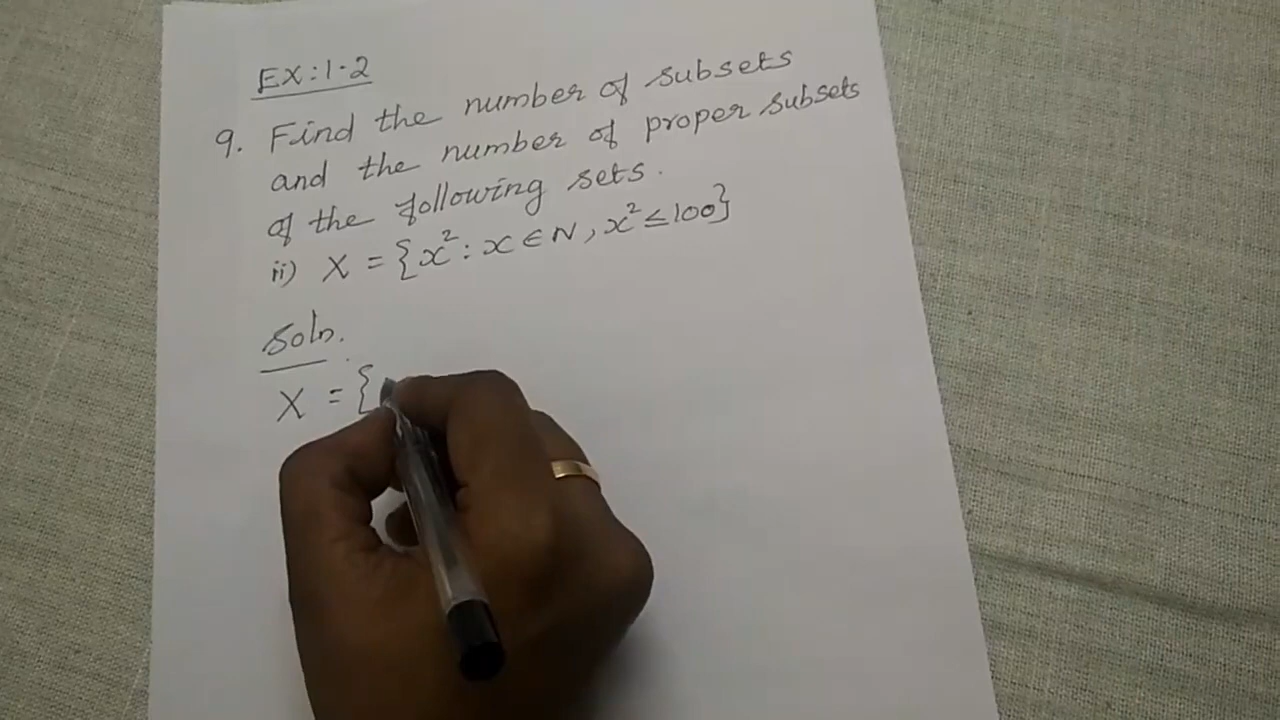 EX:1.2
9. Find the number of subsets
and the number of proper subsets
of the following sets.
ii) X = {x²: x ∈ N, x² ≤ 100}
Soln.
X = {